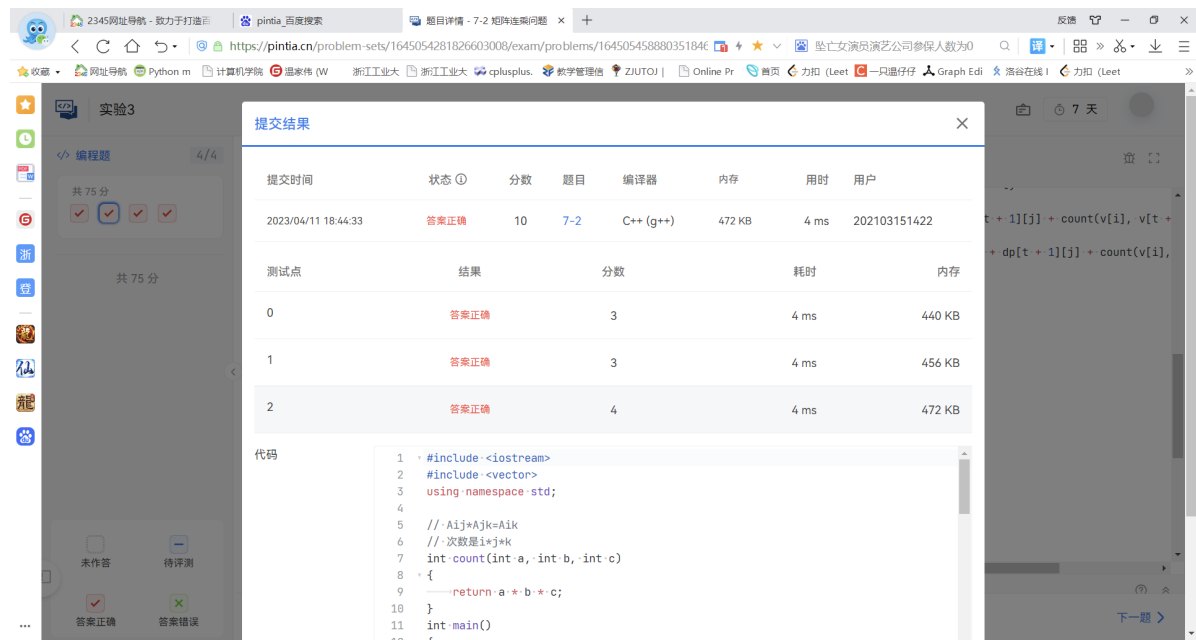 2345网址导航 - 致力于打造百
pintia_百度搜索
题目详情 - 7-2 矩阵连乘问题
反馈
https://pintia.cn/problem-sets/1645054281826603008/exam/problems/164505458880351846
译
坠亡女演员演艺公司参保人数为0
收藏
网址导航
Python m
计算机学院
温家伟 (W
浙江工业大
浙江工业大
cplusplus.
教学管理信
ZJUTOJ |
Online Pr
首页
力扣 (Leet
一只温仔仔
Graph Edi
洛谷在线 I
力扣 (Leet
实验3
7 天
编程题
4/4
共 75 分
共 75 分
浙
登
仙
龍
提交结果
提交时间 状态 分数 题目 编译器 内存 用时 用户
2023/04/11 18:44:33 答案正确 10 7-2 C++ (g++) 472 KB 4 ms 202103151422
测试点 结果 分数 耗时 内存
0 答案正确 3 4 ms 440 KB
1 答案正确 3 4 ms 456 KB
2 答案正确 4 4 ms 472 KB
代码
1 #include <iostream>
2 #include <vector>
3 using namespace std;
4
5 // Aij*Ajk=Aik
6 // 次数是i*j*k
7 int count(int a, int b, int c)
8 {
9 return a * b * c;
10 }
11 int main()
t + 1][j] + count(v[i], v[t +
+ dp[t + 1][j] + count(v[i],
未作答
待评测
答案正确
答案错误
下一题